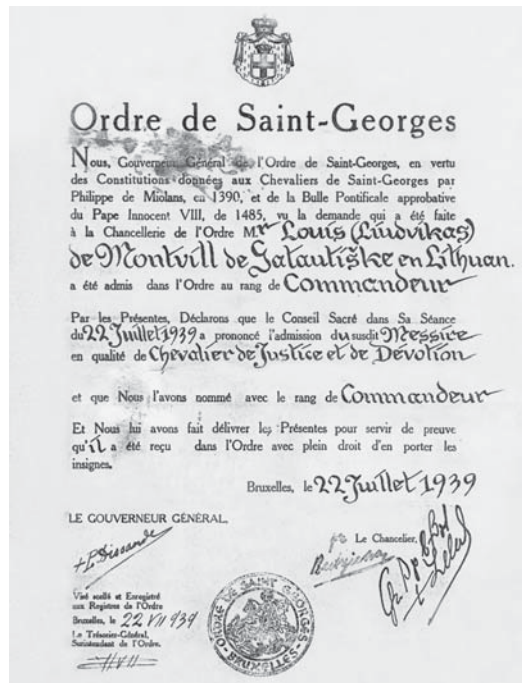 Ordre de Saint-Georges
Nous, Gouverneur Général de l'Ordre de Saint-Georges, en vertu
des Constitutions données aux Chevaliers de Saint-Georges par
Philippe de Miolans, en 1390, et de la Bulle Pontificale approbative
du Pape Innocent VIII, de 1485, vu la demande qui a été faite
à la Chancellerie de l'Ordre M.r Louis (Liudvikas)
de Montvill de Satautiške en Lithuan.
a été admis dans l'Ordre au rang de Commandeur
Par les Présentes, Déclarons que le Conseil Sacré dans Sa Séance
du 22 Juillet 1939 a prononcé l'admission du susdit Messire
en qualité de Chevalier de Justice et de Dévotion
et que Nous l'avons nommé avec le rang de Commandeur
Et Nous lui avons fait délivrer les Présentes pour servir de preuve
qu'il a été reçu dans l'Ordre avec plein droit d'en porter les
insignes.
Bruxelles, le 22 Juillet 1939
LE GOUVERNEUR GÉNÉRAL,
Le Chancelier,
Visé scellé et Enregistré
aux Registres de l'Ordre
Bruxelles, le 22 VII 939
Le Trésorier-Général,
Surintendant de l'Ordre.
ORDRE DE SAINT GEORGES
BRUXELLES